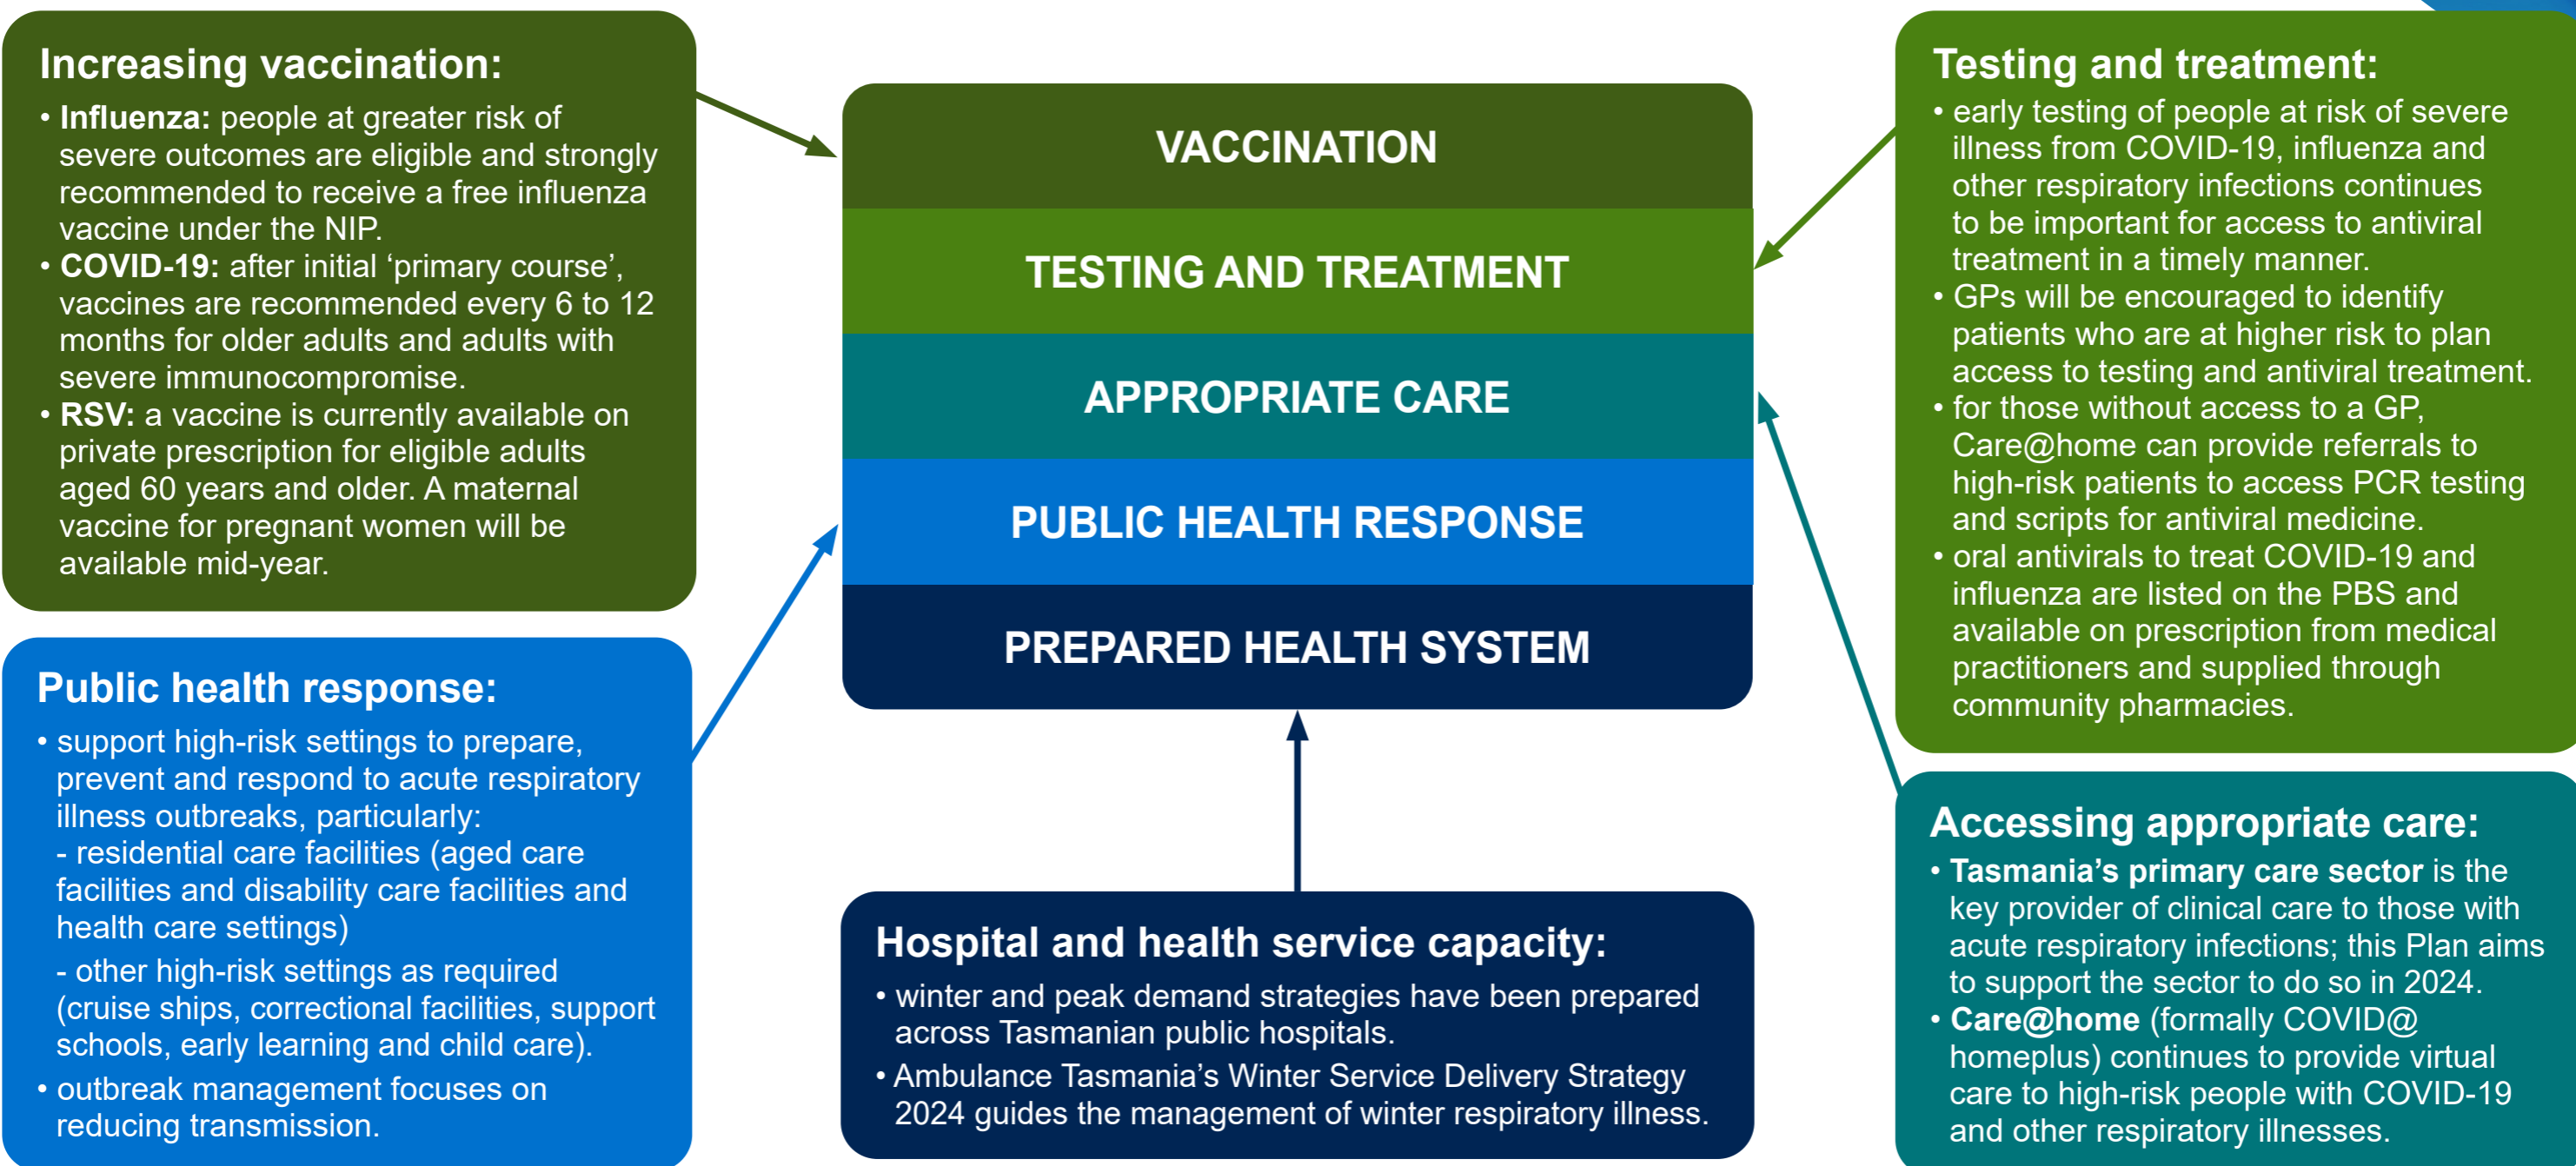 Increasing vaccination:
• Influenza: people at greater risk of
severe outcomes are eligible and strongly
recommended to receive a free influenza
vaccine under the NIP.
• COVID-19: after initial ‘primary course’,
vaccines are recommended every 6 to 12
months for older adults and adults with
severe immunocompromise.
• RSV: a vaccine is currently available on
private prescription for eligible adults
aged 60 years and older. A maternal
vaccine for pregnant women will be
available mid-year.
Public health response:
• support high-risk settings to prepare,
prevent and respond to acute respiratory
illness outbreaks, particularly:
- residential care facilities (aged care
facilities and disability care facilities and
health care settings)
- other high-risk settings as required
(cruise ships, correctional facilities, support
schools, early learning and child care).
• outbreak management focuses on
reducing transmission.
VACCINATION
TESTING AND TREATMENT
APPROPRIATE CARE
PUBLIC HEALTH RESPONSE
PREPARED HEALTH SYSTEM
Hospital and health service capacity:
• winter and peak demand strategies have been prepared
across Tasmanian public hospitals.
• Ambulance Tasmania’s Winter Service Delivery Strategy
2024 guides the management of winter respiratory illness.
Testing and treatment:
• early testing of people at risk of severe
illness from COVID-19, influenza and
other respiratory infections continues
to be important for access to antiviral
treatment in a timely manner.
• GPs will be encouraged to identify
patients who are at higher risk to plan
access to testing and antiviral treatment.
• for those without access to a GP,
Care@home can provide referrals to
high-risk patients to access PCR testing
and scripts for antiviral medicine.
• oral antivirals to treat COVID-19 and
influenza are listed on the PBS and
available on prescription from medical
practitioners and supplied through
community pharmacies.
Accessing appropriate care:
• Tasmania’s primary care sector is the
key provider of clinical care to those with
acute respiratory infections; this Plan aims
to support the sector to do so in 2024.
• Care@home (formally COVID@
homeplus) continues to provide virtual
care to high-risk people with COVID-19
and other respiratory illnesses.